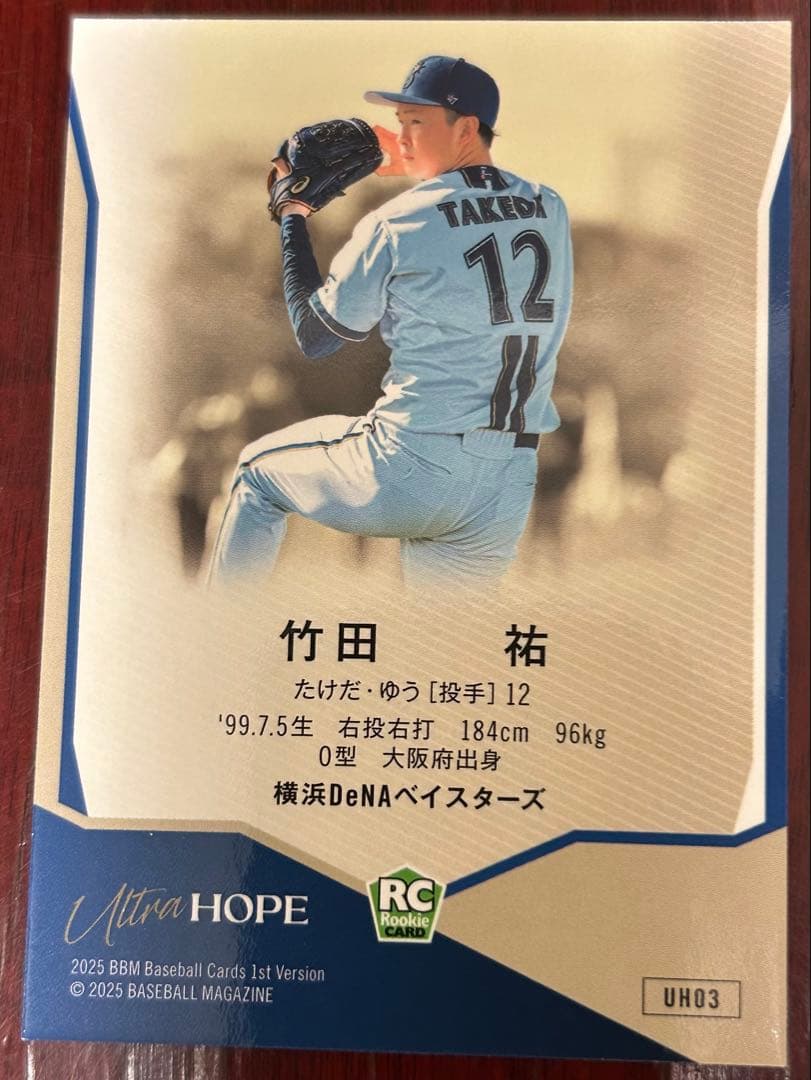 TAKEDA
12
竹田 祐
たけだ・ゆう [投手] 12
'99.7.5生 右投右打 184cm 96kg
O型 大阪府出身
横浜DeNAベイスターズ
Ultra HOPE
RC
Rookie
CARD
2025 BBM Baseball Cards 1st Version
© 2025 BASEBALL MAGAZINE
UH03